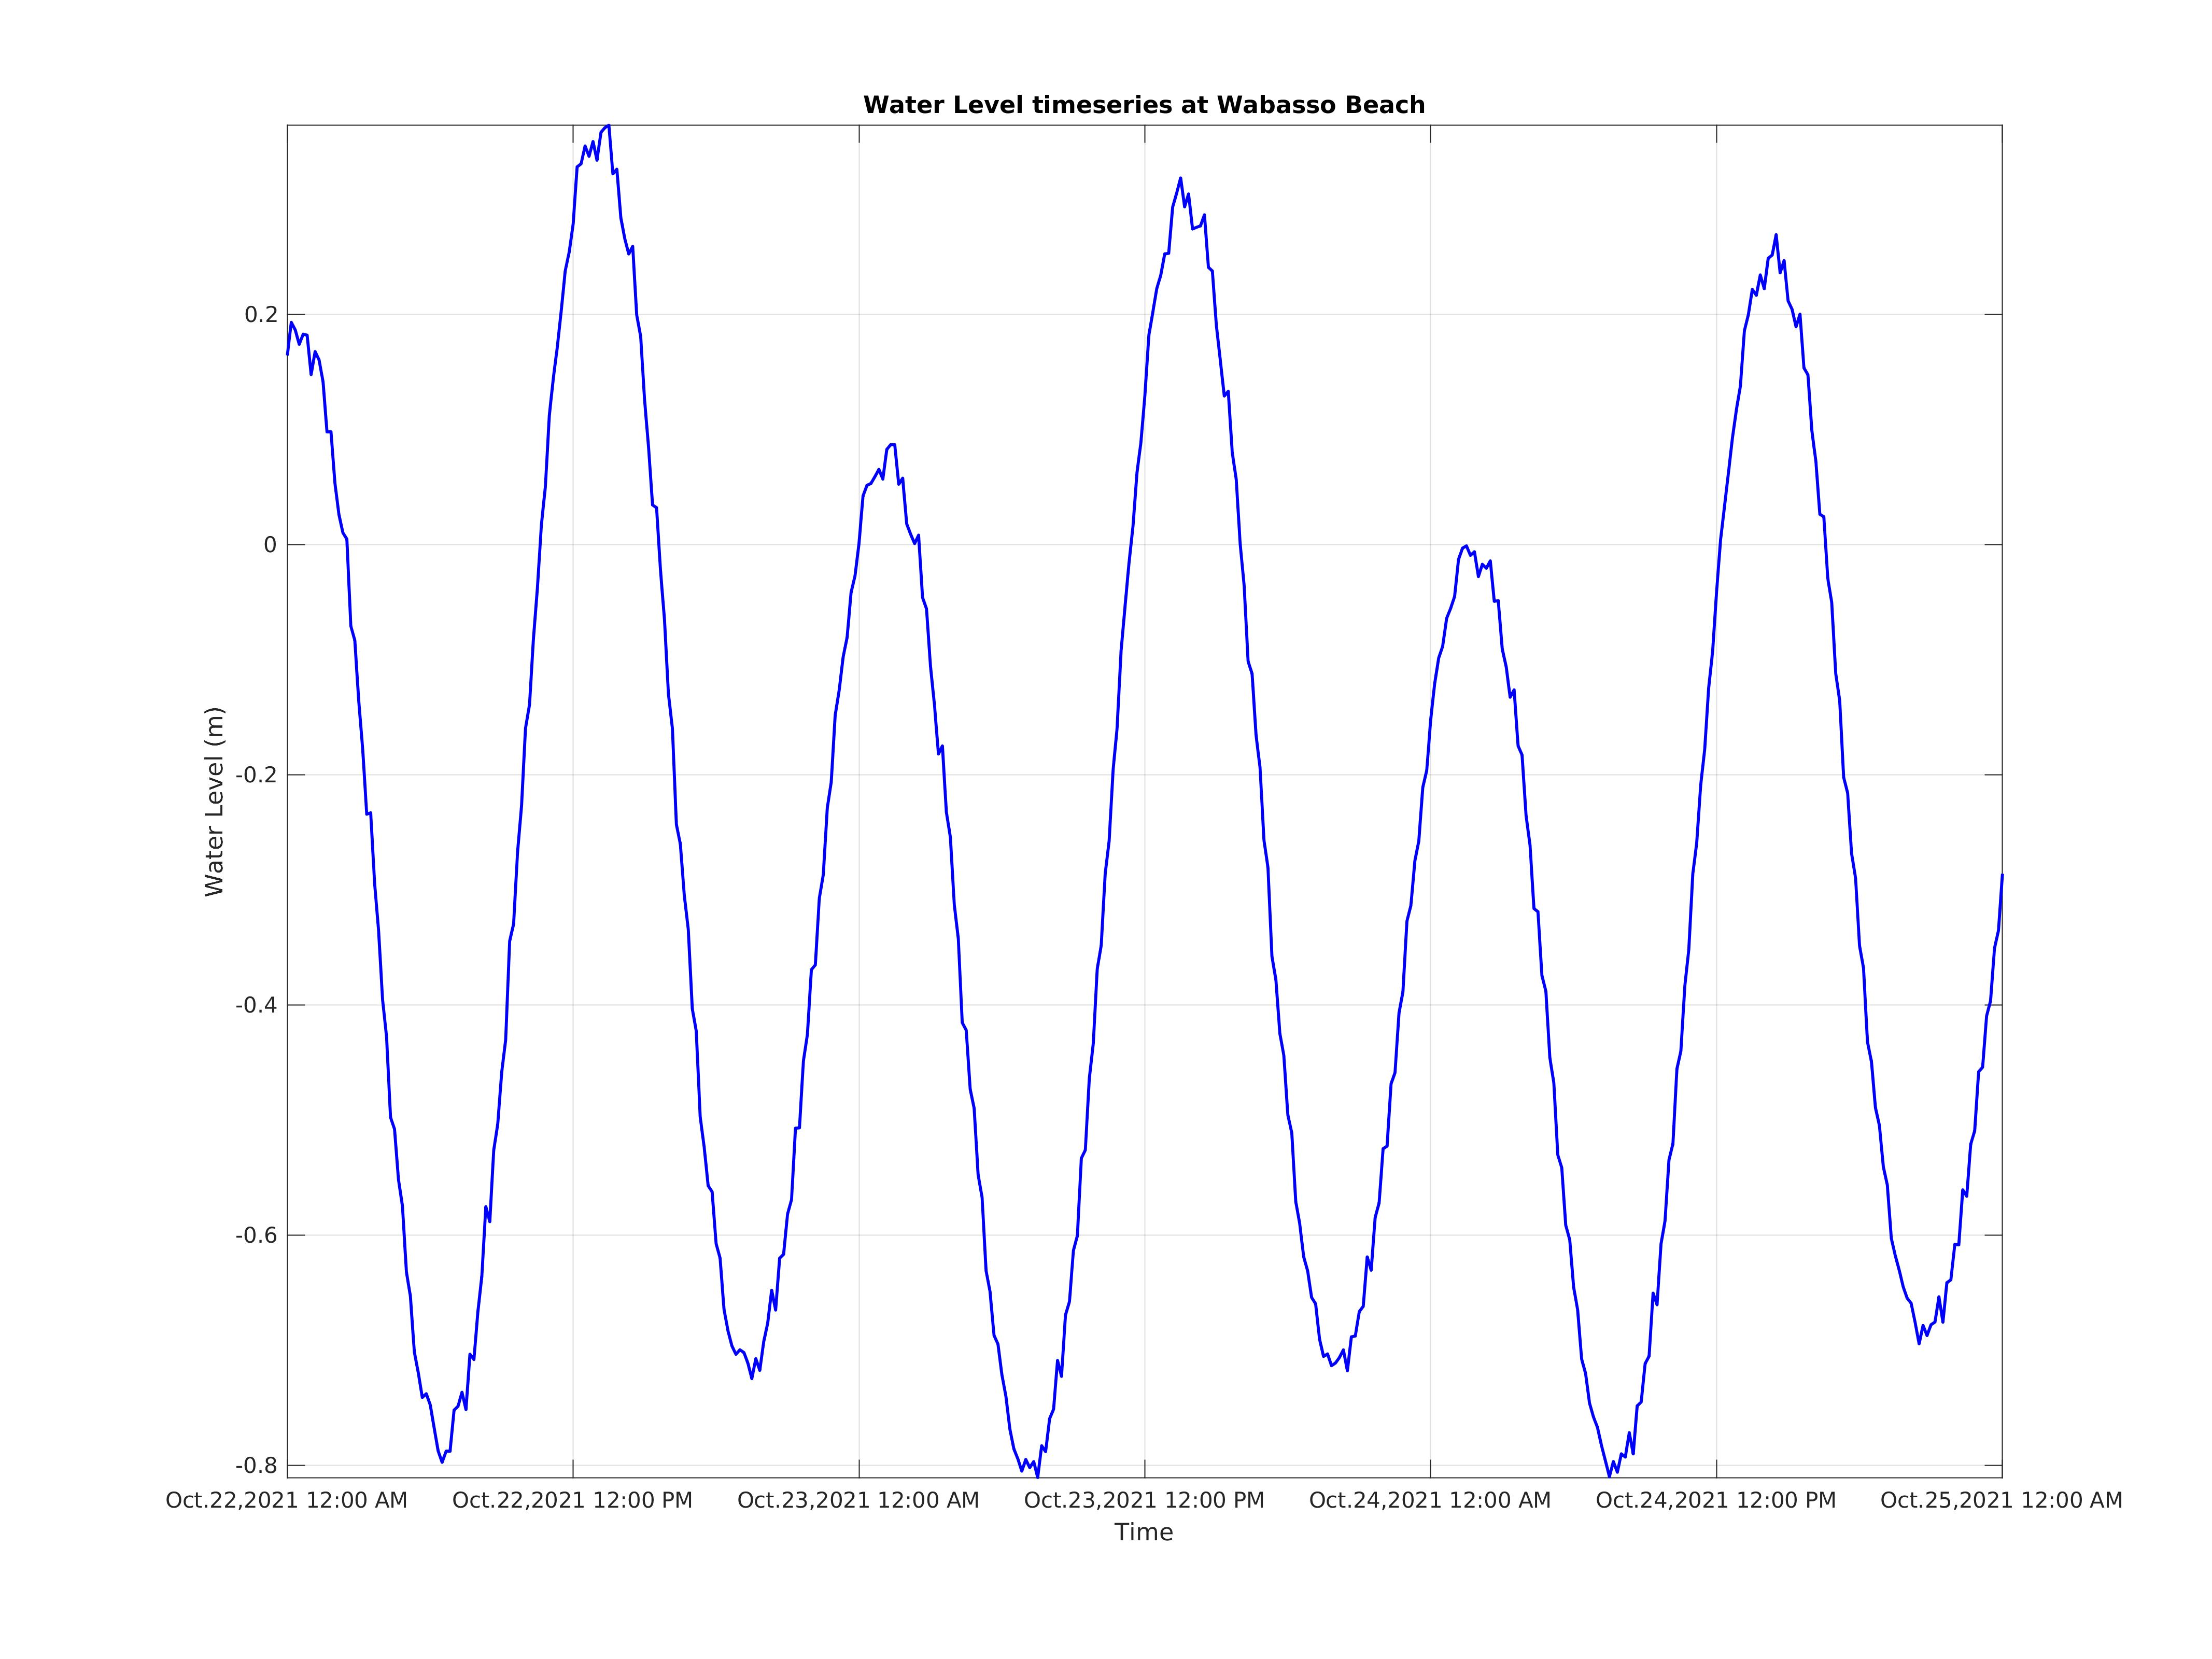 Water Level timeseries at Wabasso Beach
Water Level (m)
0.2
0
-0.2
-0.4
-0.6
-0.8
Oct.22,2021 12:00 AM Oct.22,2021 12:00 PM Oct.23,2021 12:00 AM Oct.23,2021 12:00 PM Oct.24,2021 12:00 AM Oct.24,2021 12:00 PM Oct.25,2021 12:00 AM
Time